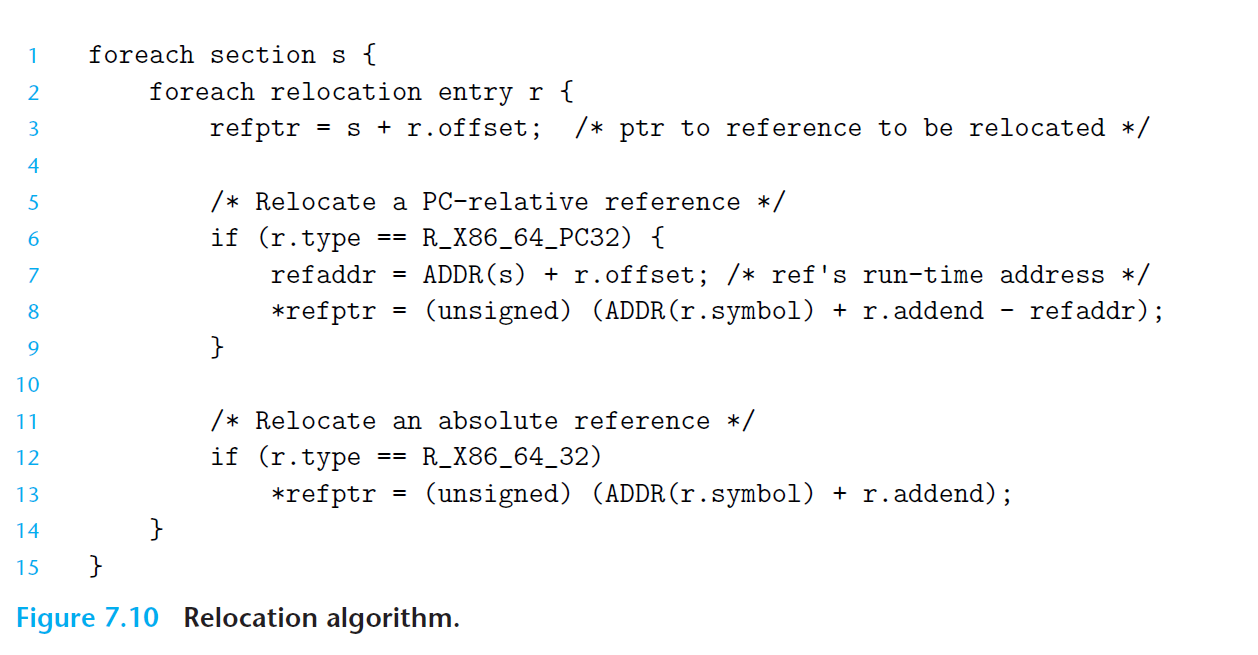 1 foreach section s {
2 foreach relocation entry r {
3 refptr = s + r.offset; /* ptr to reference to be relocated */
4
5 /* Relocate a PC-relative reference */
6 if (r.type == R_X86_64_PC32) {
7 refaddr = ADDR(s) + r.offset; /* ref's run-time address */
8 *refptr = (unsigned) (ADDR(r.symbol) + r.addend - refaddr);
9 }
10
11 /* Relocate an absolute reference */
12 if (r.type == R_X86_64_32)
13 *refptr = (unsigned) (ADDR(r.symbol) + r.addend);
14 }
15 }
Figure 7.10 Relocation algorithm.